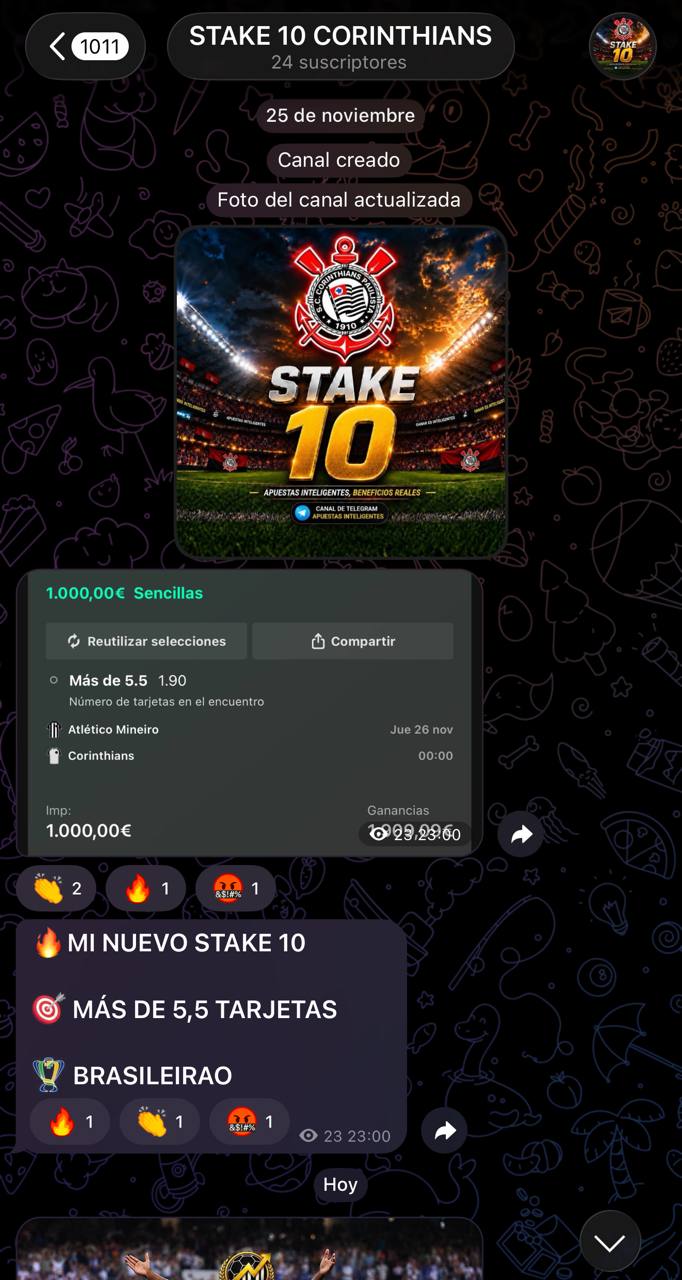 1011
STAKE 10 CORINTHIANS
24 suscriptores
25 de noviembre
Canal creado
Foto del canal actualizada
S.C. CORINTHIANS PAULISTA
1910
STAKE
10
APUESTAS INTELIGENTES, BENEFICIOS REALES
CANAL DE TELEGRAM
APUESTAS INTELIGENTES
1.000,00€ Sencillas
Reutilizar selecciones
Compartir
Más de 5.5 1.90
Número de tarjetas en el encuentro
Atlético Mineiro
Jue 26 nov
Corinthians
00:00
Imp:
Ganancias
1.000,00€
23 23:00
2
1
1
MI NUEVO STAKE 10
MÁS DE 5,5 TARJETAS
BRASILEIRAO
1
1
1
23 23:00
Hoy